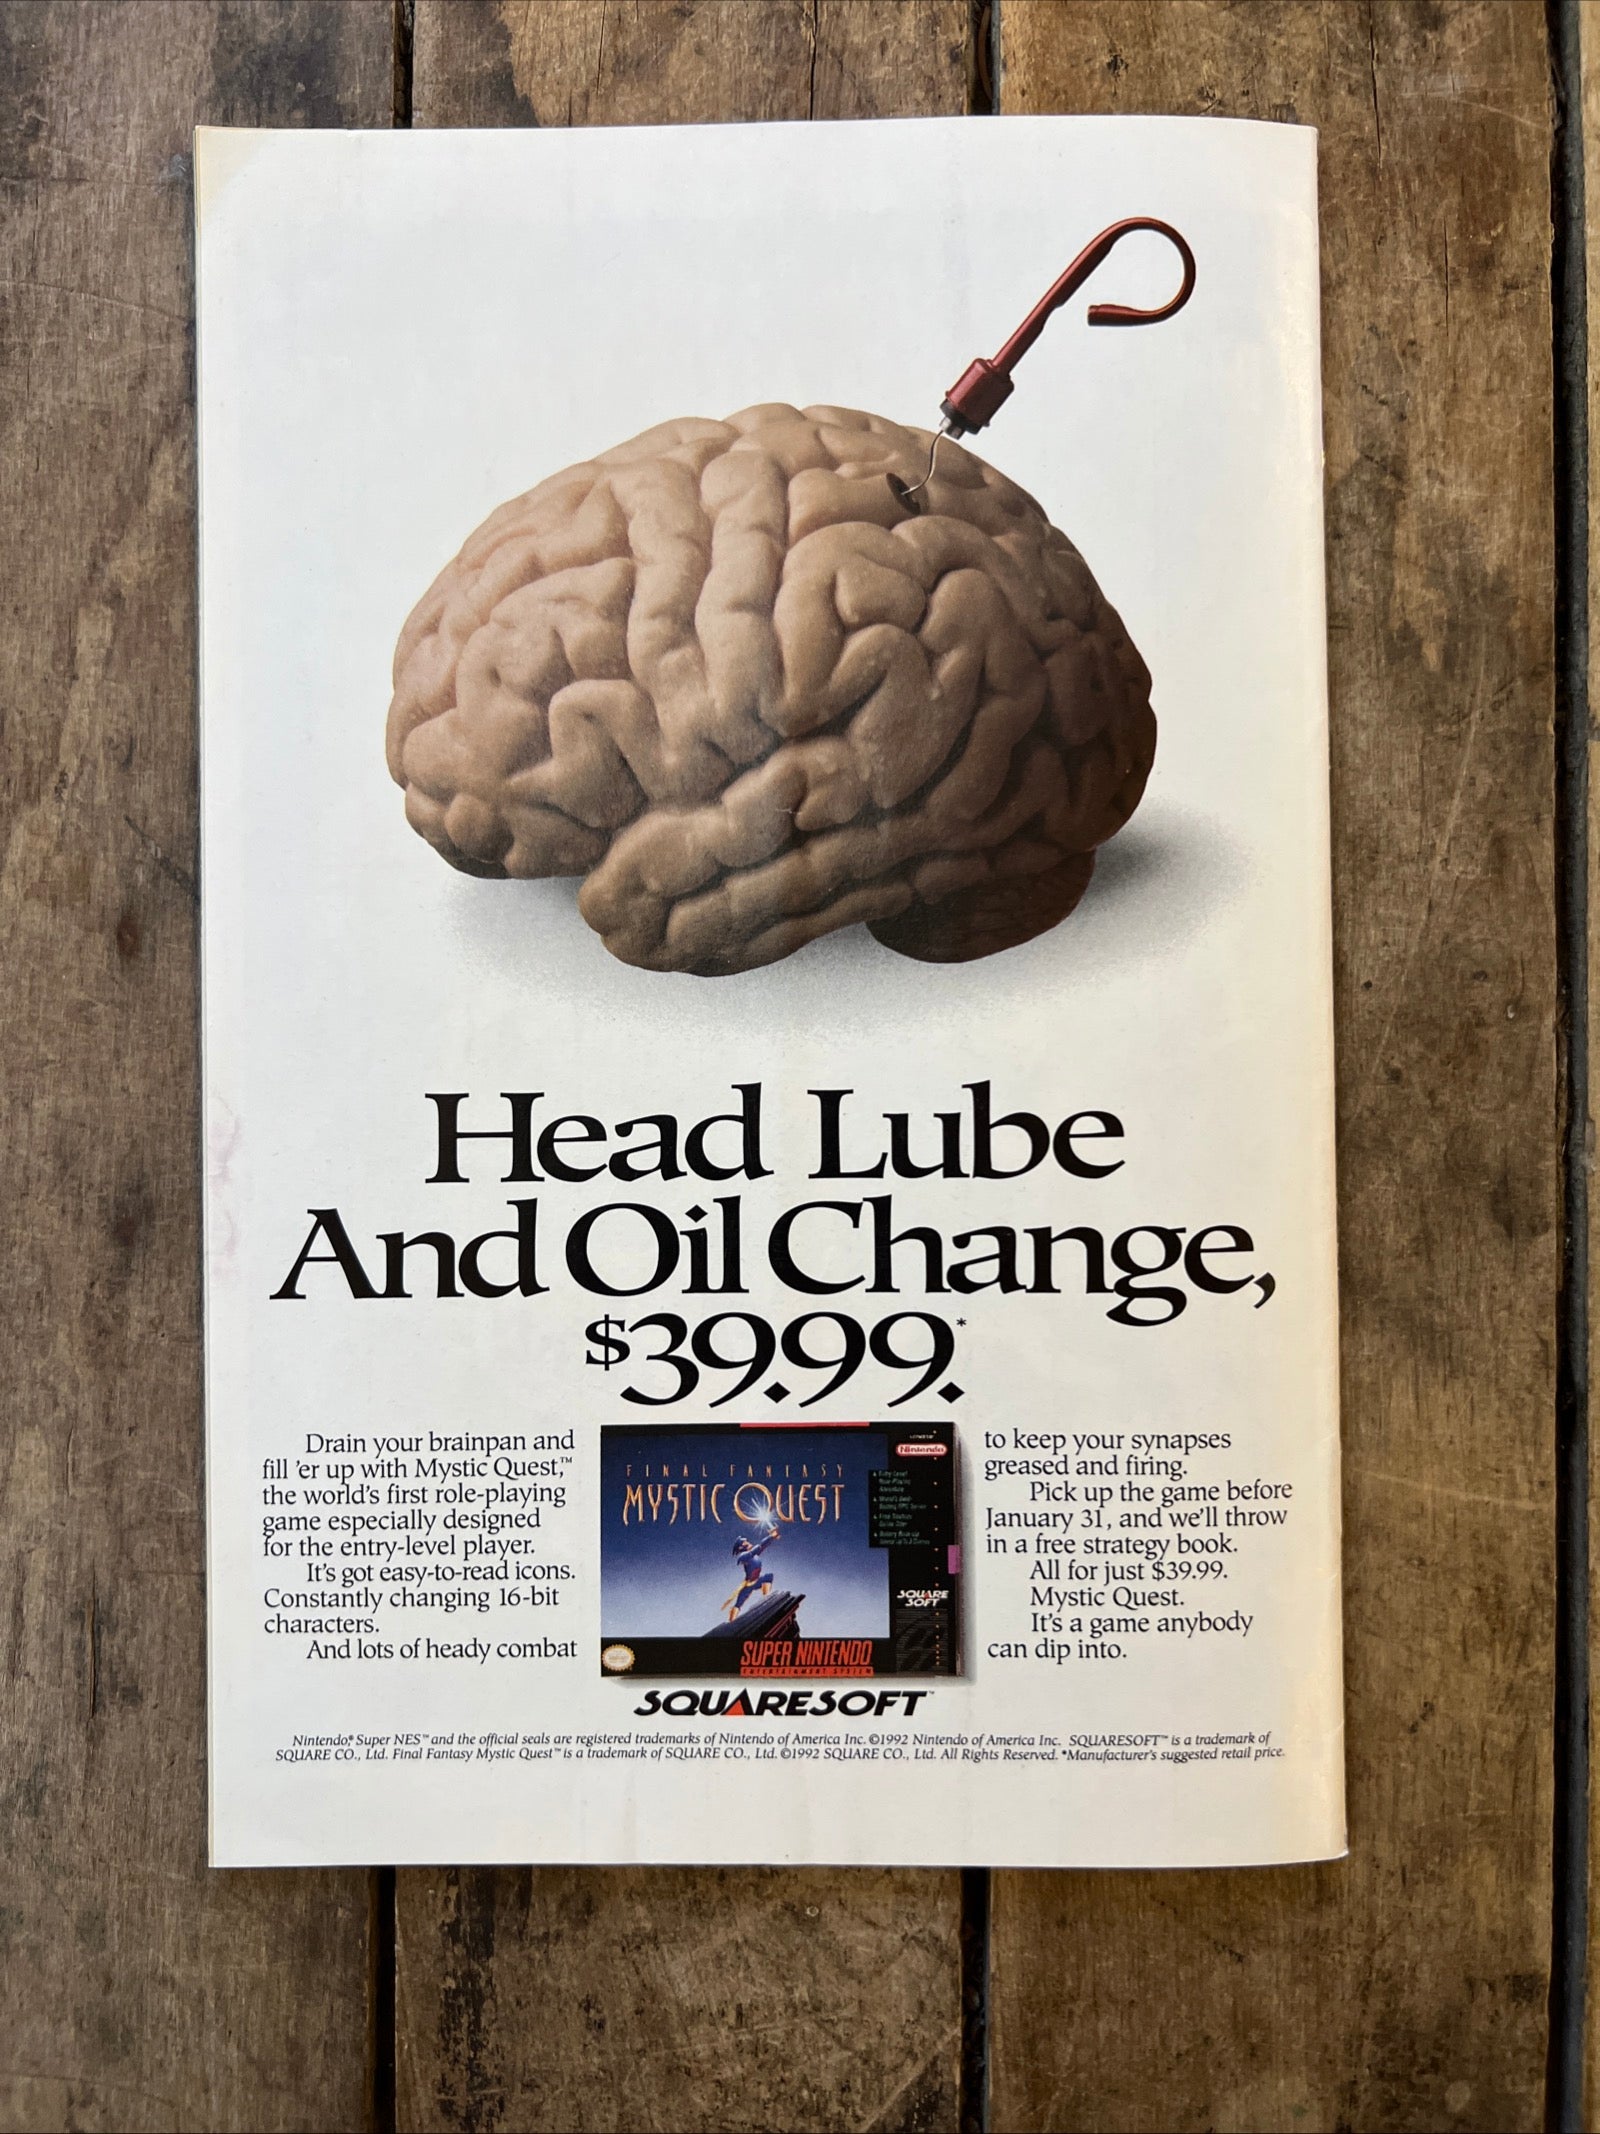 Head Lube
And Oil Change,
$39.99.*
Drain your brainpan and
fill 'er up with Mystic Quest,™
the world's first role-playing
game especially designed
for the entry-level player.
It's got easy-to-read icons.
Constantly changing 16-bit
characters.
And lots of heady combat
to keep your synapses
greased and firing.
Pick up the game before
January 31, and we'll throw
in a free strategy book.
All for just $39.99.
Mystic Quest.
It's a game anybody
can dip into.
Nintendo
FINAL FANTASY
MYSTIC QUEST
SQUARE
SOFT
SUPER NINTENDO
ENTERTAINMENT SYSTEM
SQUARESOFT™
Nintendo,® Super NES™ and the official seals are registered trademarks of Nintendo of America Inc. ©1992 Nintendo of America Inc. SQUARESOFT™ is a trademark of
SQUARE CO., Ltd. Final Fantasy Mystic Quest™ is a trademark of SQUARE CO., Ltd. ©1992 SQUARE CO., Ltd. All Rights Reserved. *Manufacturer's suggested retail price.